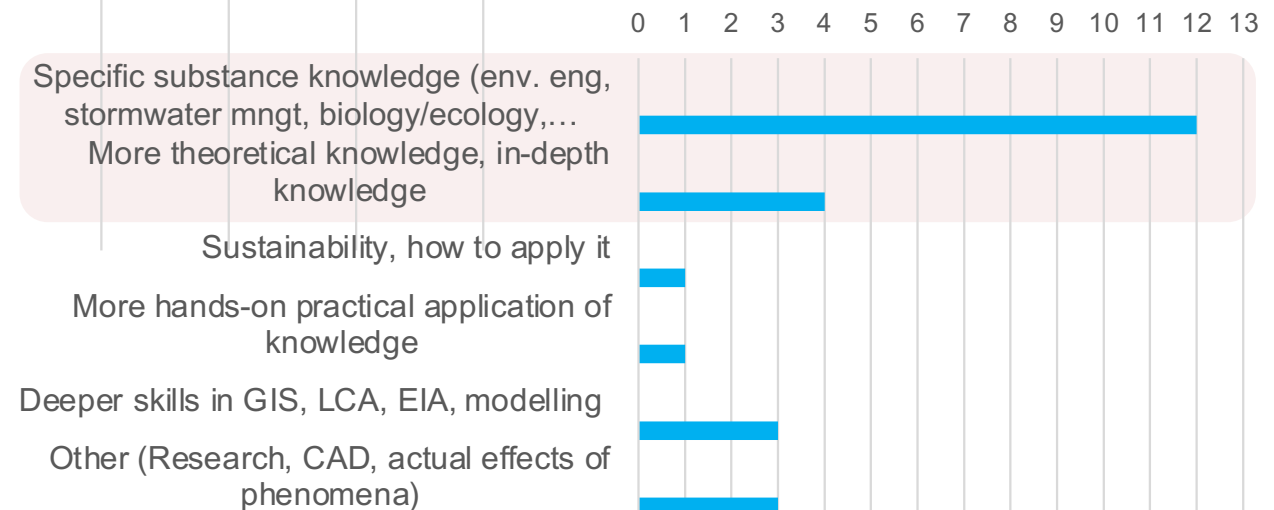 0 1 2 3 4 5 6 7 8 9 10 11 12 13
Specific substance knowledge (env. eng,
stormwater mngt, biology/ecology,…
More theoretical knowledge, in-depth
knowledge
Sustainability, how to apply it
More hands-on practical application of
knowledge
Deeper skills in GIS, LCA, EIA, modelling
Other (Research, CAD, actual effects of
phenomena)